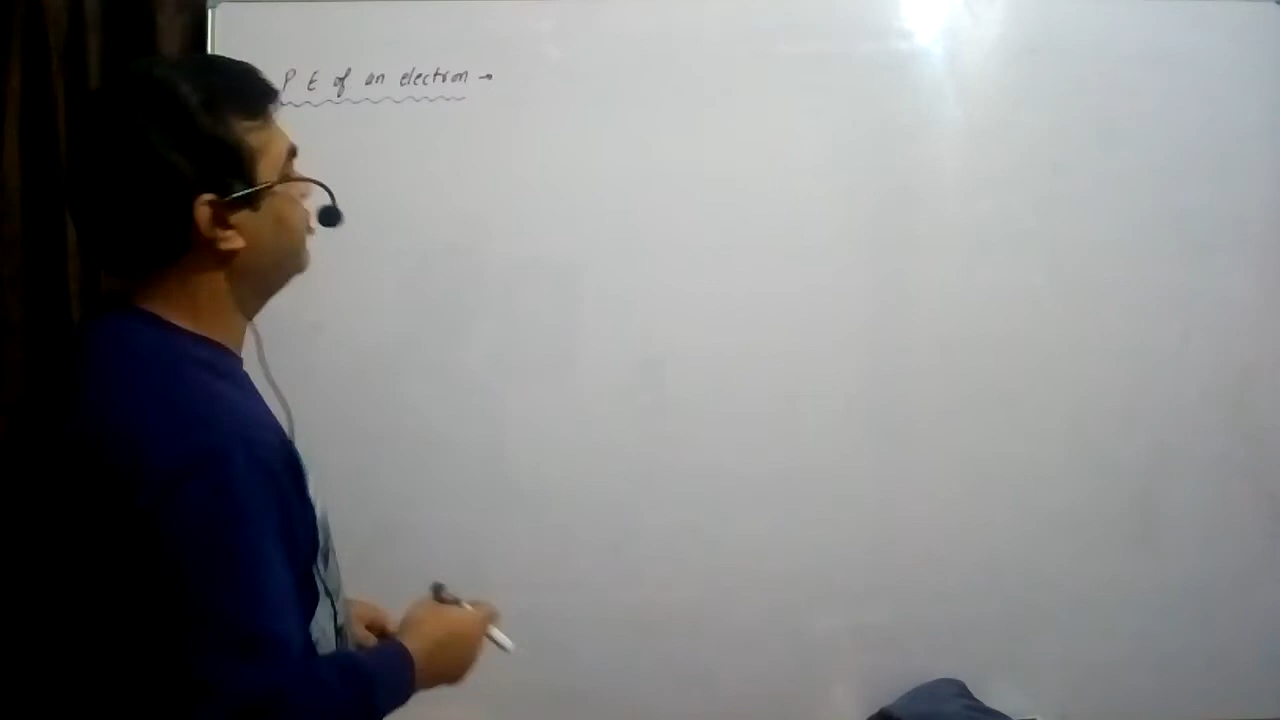 P E of an electron →